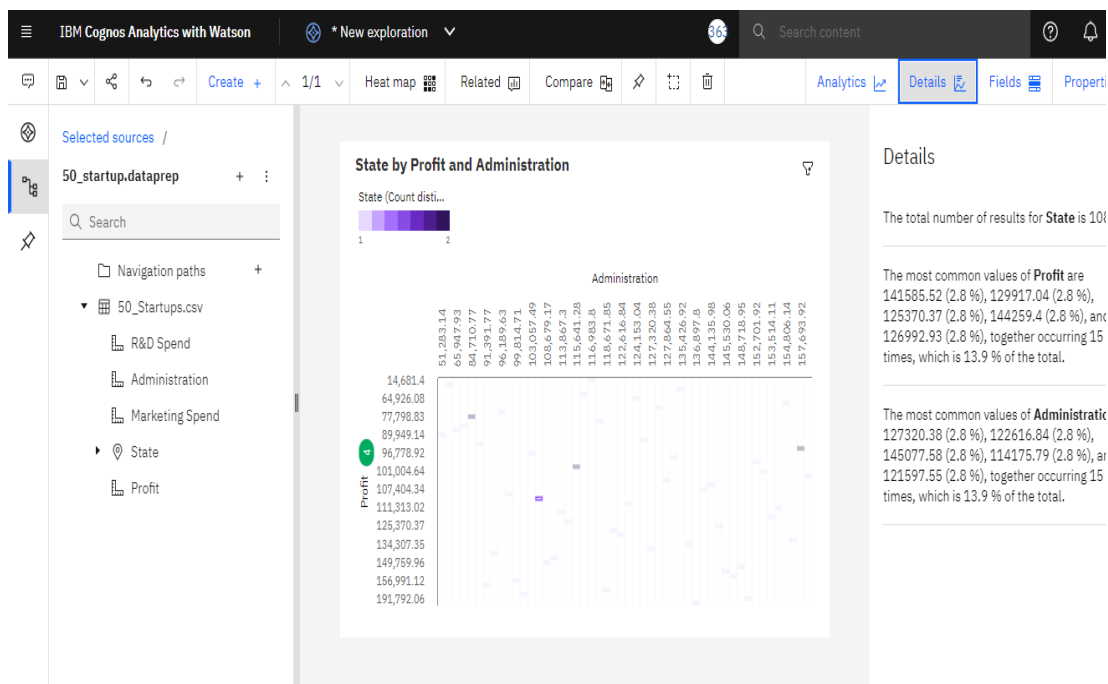 IBM Cognos Analytics with Watson
* New exploration
363
Search content
Create +
1/1
Heat map
Related
Compare
Analytics
Details
Fields
Properti
Selected sources /
50_startup.dataprep
Search
Navigation paths
50_Startups.csv
R&D Spend
Administration
Marketing Spend
State
Profit
State by Profit and Administration
State (Count disti...
1 2
Administration
51,283.14
65,947.93
84,710.77
91,391.77
96,189.63
99,814.71
103,057.49
108,679.17
113,867.3
115,641.28
116,983.8
118,671.85
122,616.84
124,153.04
127,320.38
127,864.55
135,426.92
136,897.8
144,135.98
145,530.06
148,718.95
152,701.92
153,514.11
154,806.14
157,693.92
Profit
4
14,681.4
64,926.08
77,798.83
89,949.14
96,778.92
101,004.64
107,404.34
111,313.02
125,370.37
134,307.35
149,759.96
156,991.12
191,792.06
Details
The total number of results for State is 108
The most common values of Profit are
141585.52 (2.8 %), 129917.04 (2.8 %),
125370.37 (2.8 %), 144259.4 (2.8 %), and
126992.93 (2.8 %), together occurring 15
times, which is 13.9 % of the total.
The most common values of Administratio
127320.38 (2.8 %), 122616.84 (2.8 %),
145077.58 (2.8 %), 114175.79 (2.8 %), an
121597.55 (2.8 %), together occurring 15
times, which is 13.9 % of the total.